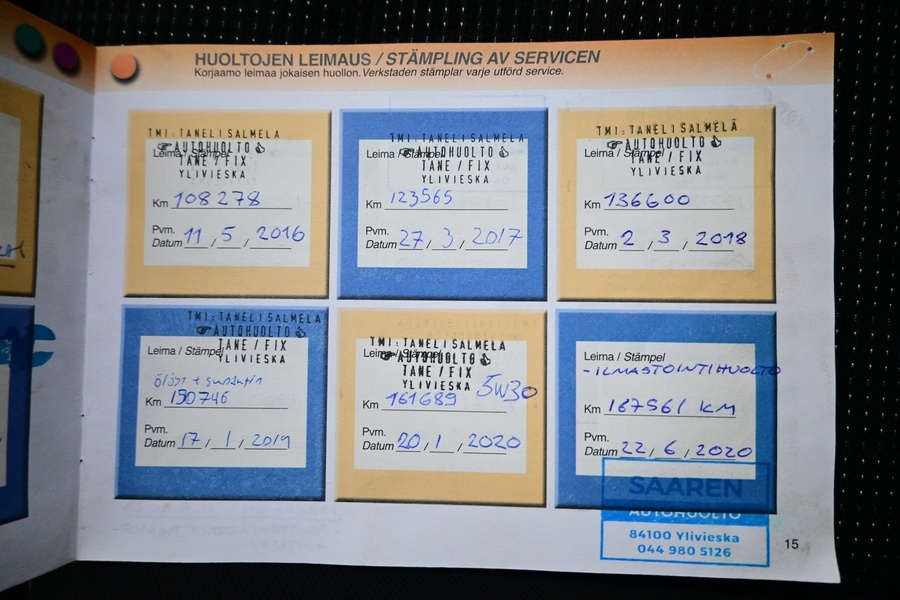 HUOLTOJEN LEIMAUS / STÄMPLING AV SERVICEN
Korjaamo leimaa jokaisen huollon. Verkstaden stämplar varje utförd service.
TMI:TANELI SALMELA
AUTOHUOLTO
Leima / Stämpel
TANE / FIX
YLIVIESKA
Km 108278
Pvm.
Datum 11 / 5 / 2016
TMI:TANELI SALMELA
AUTOHUOLTO
Leima / Stämpel
TANE / FIX
YLIVIESKA
Km 123565
Pvm.
Datum 27 / 3 / 2017
TMI:TANELI SALMELA
AUTOHUOLTO
Leima / Stämpel
TANE / FIX
YLIVIESKA
Km 136600
Pvm.
Datum 2 / 3 / 2018
TMI:TANELI SALMELA
AUTOHUOLTO
Leima / Stämpel
TANE / FIX
YLIVIESKA
Km 150746
Pvm.
Datum 17 / 1 / 2019
TMI:TANELI SALMELA
AUTOHUOLTO
Leima / Stämpel
TANE / FIX
YLIVIESKA
5W30
Km 161689
Pvm.
Datum 20 / 1 / 2020
Leima / Stämpel
- ILMASTOINTIHUOLTO
Km 167561 KM
Pvm.
Datum 22 / 6 / 2020
SAAREN
AUTOHUOLTO
84100 Ylivieska
044 980 5126
15